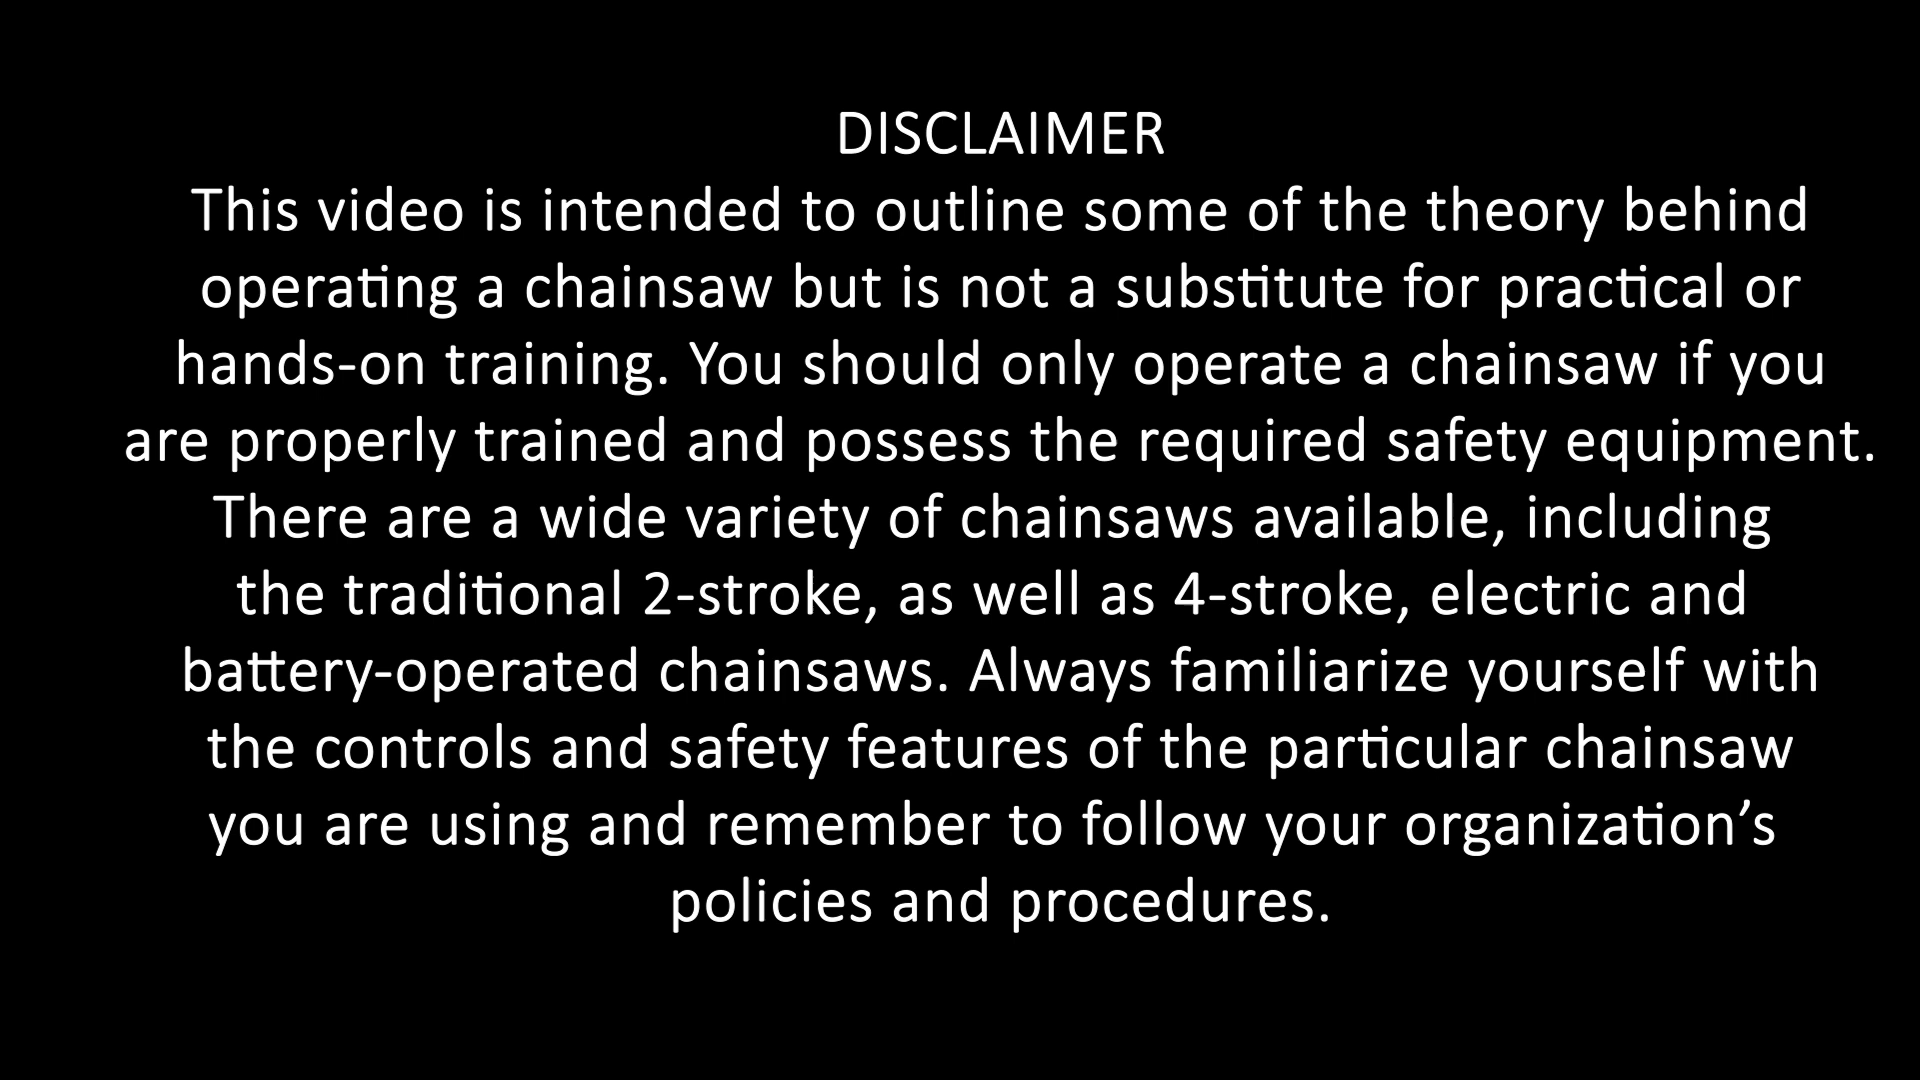 DISCLAIMER
This video is intended to outline some of the theory behind
operating a chainsaw but is not a substitute for practical or
hands-on training. You should only operate a chainsaw if you
are properly trained and possess the required safety equipment.
There are a wide variety of chainsaws available, including
the traditional 2-stroke, as well as 4-stroke, electric and
battery-operated chainsaws. Always familiarize yourself with
the controls and safety features of the particular chainsaw
you are using and remember to follow your organization’s
policies and procedures.